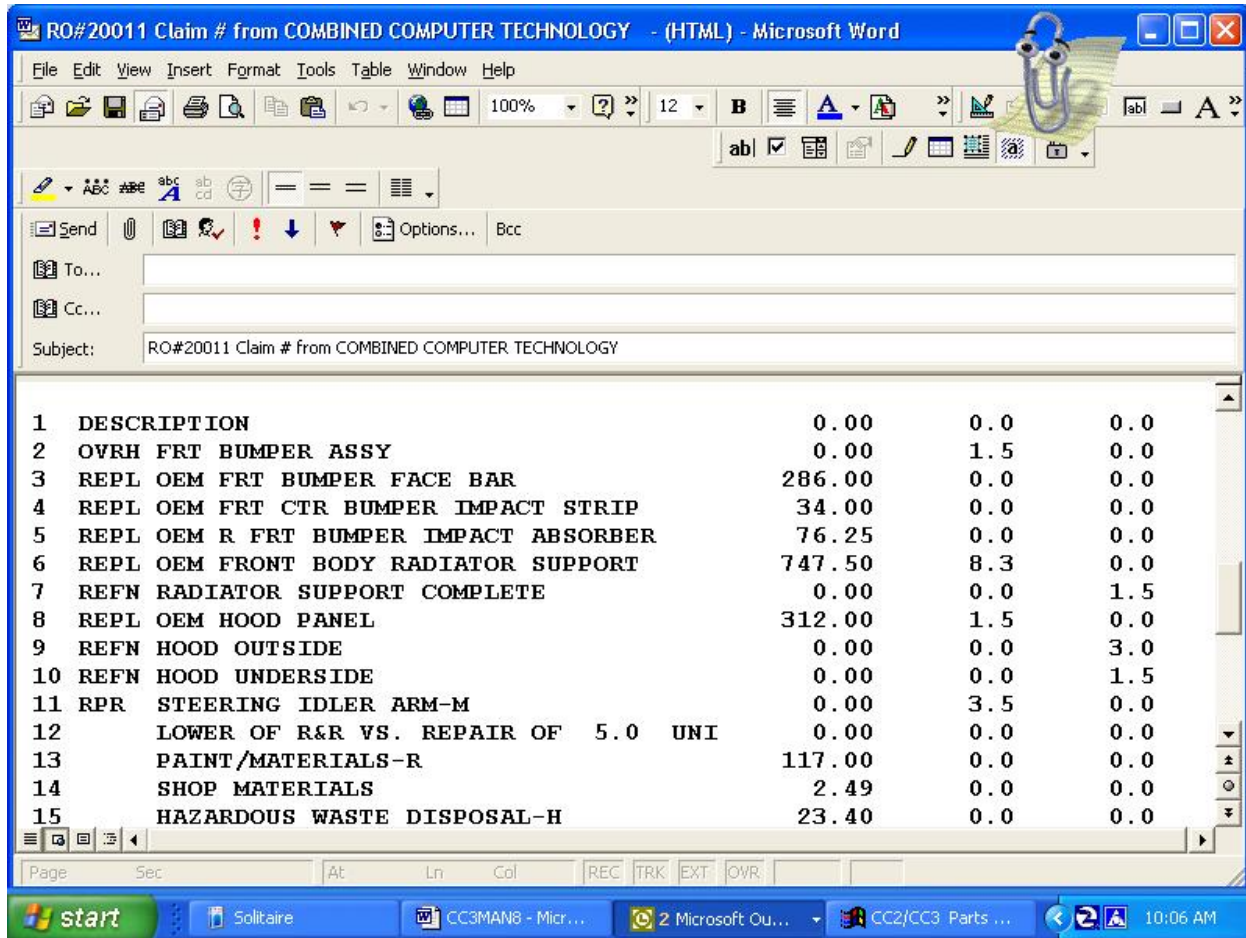 RO#20011 Claim # from COMBINED COMPUTER TECHNOLOGY - (HTML) - Microsoft Word
File Edit View Insert Format Tools Table Window Help
100% 12 B A A
ab|
ABC ABC abc A ab cd
Send Options... Bcc
To...
Cc...
Subject: RO#20011 Claim # from COMBINED COMPUTER TECHNOLOGY
1 DESCRIPTION 0.00 0.0 0.0
2 OVRH FRT BUMPER ASSY 0.00 1.5 0.0
3 REPL OEM FRT BUMPER FACE BAR 286.00 0.0 0.0
4 REPL OEM FRT CTR BUMPER IMPACT STRIP 34.00 0.0 0.0
5 REPL OEM R FRT BUMPER IMPACT ABSORBER 76.25 0.0 0.0
6 REPL OEM FRONT BODY RADIATOR SUPPORT 747.50 8.3 0.0
7 REFN RADIATOR SUPPORT COMPLETE 0.00 0.0 1.5
8 REPL OEM HOOD PANEL 312.00 1.5 0.0
9 REFN HOOD OUTSIDE 0.00 0.0 3.0
10 REFN HOOD UNDERSIDE 0.00 0.0 1.5
11 RPR STEERING IDLER ARM-M 0.00 3.5 0.0
12 LOWER OF R&R VS. REPAIR OF 5.0 UNI 0.00 0.0 0.0
13 PAINT/MATERIALS-R 117.00 0.0 0.0
14 SHOP MATERIALS 2.49 0.0 0.0
15 HAZARDOUS WASTE DISPOSAL-H 23.40 0.0 0.0
Page Sec At Ln Col REC TRK EXT OVR
start Solitaire CC3MAN8 - Micr... 2 Microsoft Ou... CC2/CC3 Parts ... 10:06 AM